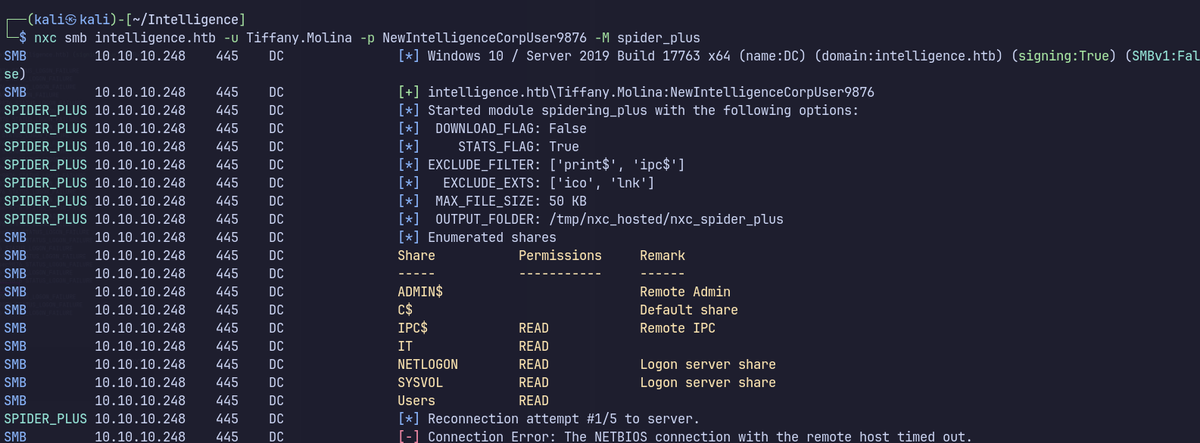 (kali㉿kali)-[~/Intelligence]
$ nxc smb intelligence.htb -u Tiffany.Molina -p NewIntelligenceCorpUser9876 -M spider_plus
SMB 10.10.10.248 445 DC [*] Windows 10 / Server 2019 Build 17763 x64 (name:DC) (domain:intelligence.htb) (signing:True) (SMBv1:Fal
se)
SMB 10.10.10.248 445 DC [+] intelligence.htb\Tiffany.Molina:NewIntelligenceCorpUser9876
SPIDER_PLUS 10.10.10.248 445 DC [*] Started module spidering_plus with the following options:
SPIDER_PLUS 10.10.10.248 445 DC [*] DOWNLOAD_FLAG: False
SPIDER_PLUS 10.10.10.248 445 DC [*] STATS_FLAG: True
SPIDER_PLUS 10.10.10.248 445 DC [*] EXCLUDE_FILTER: ['print$', 'ipc$']
SPIDER_PLUS 10.10.10.248 445 DC [*] EXCLUDE_EXTS: ['ico', 'lnk']
SPIDER_PLUS 10.10.10.248 445 DC [*] MAX_FILE_SIZE: 50 KB
SPIDER_PLUS 10.10.10.248 445 DC [*] OUTPUT_FOLDER: /tmp/nxc_hosted/nxc_spider_plus
SMB 10.10.10.248 445 DC [*] Enumerated shares
SMB 10.10.10.248 445 DC Share Permissions Remark
SMB 10.10.10.248 445 DC ----- ----------- ------
SMB 10.10.10.248 445 DC ADMIN$ Remote Admin
SMB 10.10.10.248 445 DC C$ Default share
SMB 10.10.10.248 445 DC IPC$ READ Remote IPC
SMB 10.10.10.248 445 DC IT READ
SMB 10.10.10.248 445 DC NETLOGON READ Logon server share
SMB 10.10.10.248 445 DC SYSVOL READ Logon server share
SMB 10.10.10.248 445 DC Users READ
SPIDER_PLUS 10.10.10.248 445 DC [*] Reconnection attempt #1/5 to server.
SMB 10.10.10.248 445 DC [-] Connection Error: The NETBIOS connection with the remote host timed out.